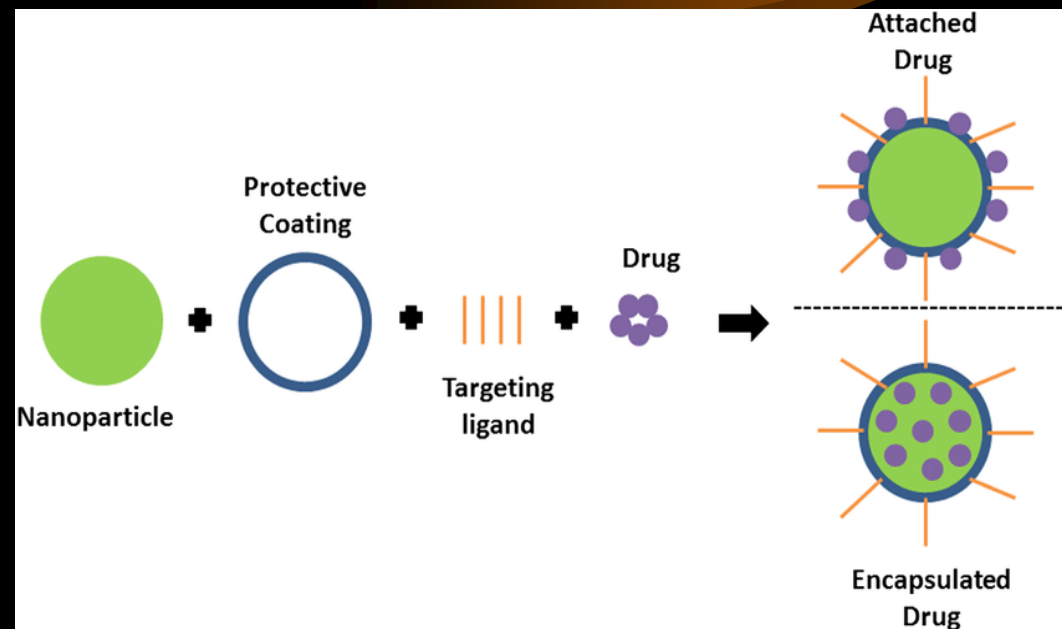 Nanoparticle
Protective
Coating
Targeting
ligand
Drug
Attached
Drug
Encapsulated
Drug